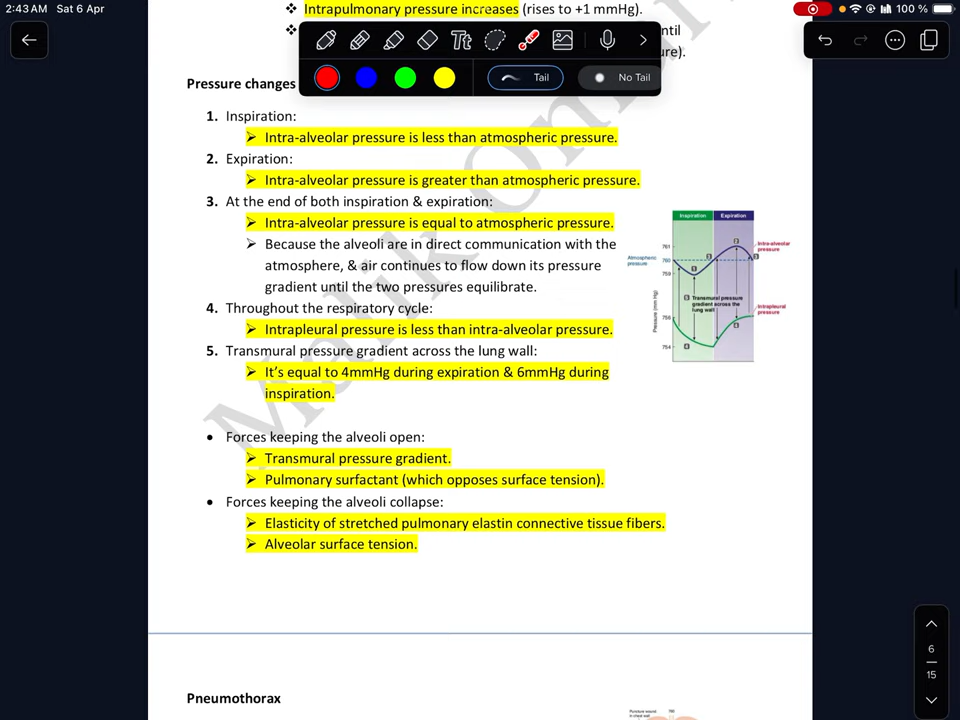 2:43 AM Sat 6 Apr
100 %
❖ Intrapulmonary pressure increases (rises to +1 mmHg).
❖
Tt
Tail
No Tail
Pressure changes
1. Inspiration:
➢ Intra-alveolar pressure is less than atmospheric pressure.
2. Expiration:
➢ Intra-alveolar pressure is greater than atmospheric pressure.
3. At the end of both inspiration & expiration:
➢ Intra-alveolar pressure is equal to atmospheric pressure.
➢ Because the alveoli are in direct communication with the
atmosphere, & air continues to flow down its pressure
gradient until the two pressures equilibrate.
4. Throughout the respiratory cycle:
➢ Intrapleural pressure is less than intra-alveolar pressure.
5. Transmural pressure gradient across the lung wall:
➢ It's equal to 4mmHg during expiration & 6mmHg during
inspiration.
Inspiration Expiration
761
Intra-alveolar
pressure
Atmospheric
pressure
760
759
Transmural pressure
gradient across the
lung wall
Intrapleural
pressure
Pressure (mm Hg)
756
754
• Forces keeping the alveoli open:
➢ Transmural pressure gradient.
➢ Pulmonary surfactant (which opposes surface tension).
• Forces keeping the alveoli collapse:
➢ Elasticity of stretched pulmonary elastin connective tissue fibers.
➢ Alveolar surface tension.
6
15
Pneumothorax
Puncture wound
in chest wall
760
Malik